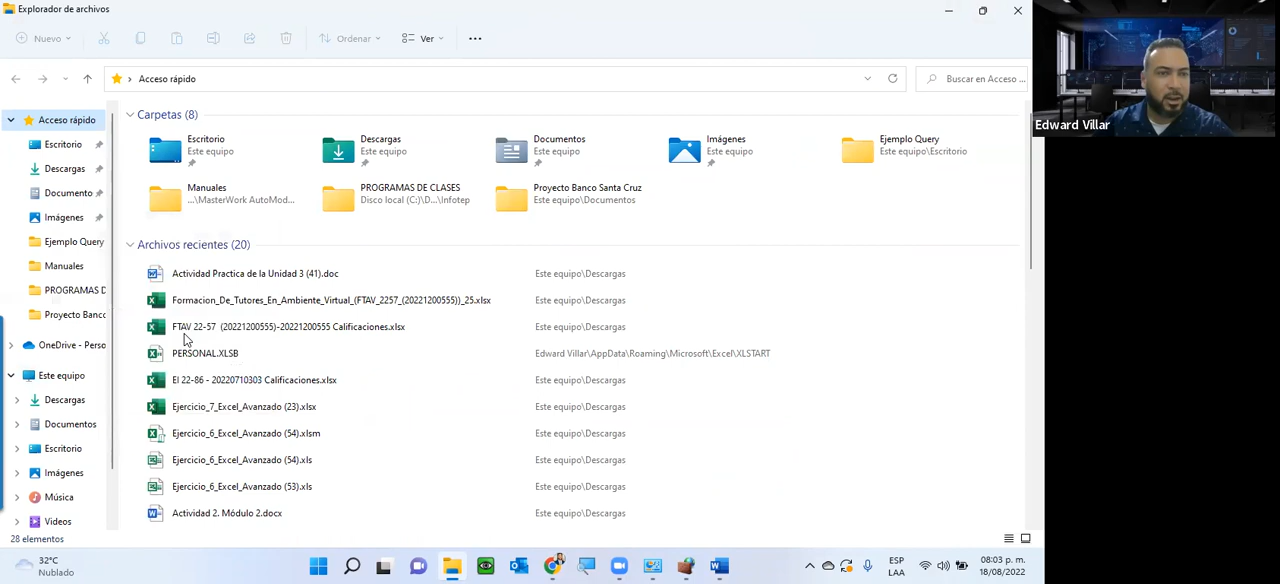 Explorador de archivos
Nuevo
Ordenar
Ver
Acceso rápido
Buscar en Acceso ...
Edward Villar
Acceso rápido
Escritorio
Descargas
Documento
Imágenes
Ejemplo Query
Manuales
PROGRAMAS D
Proyecto Banco
OneDrive - Perso
Este equipo
Descargas
Documentos
Escritorio
Imágenes
Música
Videos
Carpetas (8)
Escritorio
Este equipo
Descargas
Este equipo
Documentos
Este equipo
Imágenes
Este equipo
Ejemplo Query
Este equipo\Escritorio
Manuales
...\MasterWork AutoMod...
PROGRAMAS DE CLASES
Disco local (C:)\D...\Infotep
Proyecto Banco Santa Cruz
Este equipo\Documentos
Archivos recientes (20)
Actividad Practica de la Unidad 3 (41).doc Este equipo\Descargas
Formacion_De_Tutores_En_Ambiente_Virtual_(FTAV_2257_(20221200555))_25.xlsx Este equipo\Descargas
FTAV 22-57 (20221200555)-20221200555 Calificaciones.xlsx Este equipo\Descargas
PERSONAL.XLSB Edward Villar\AppData\Roaming\Microsoft\Excel\XLSTART
EI 22-86 - 20220710303 Calificaciones.xlsx Este equipo\Descargas
Ejercicio_7_Excel_Avanzado (23).xlsx Este equipo\Descargas
Ejercicio_6_Excel_Avanzado (54).xlsm Este equipo\Descargas
Ejercicio_6_Excel_Avanzado (54).xls Este equipo\Descargas
Ejercicio_6_Excel_Avanzado (53).xls Este equipo\Descargas
Actividad 2. Módulo 2.docx Este equipo\Descargas
28 elementos
32°C
Nublado
ESP
LAA
08:03 p. m.
18/08/2022